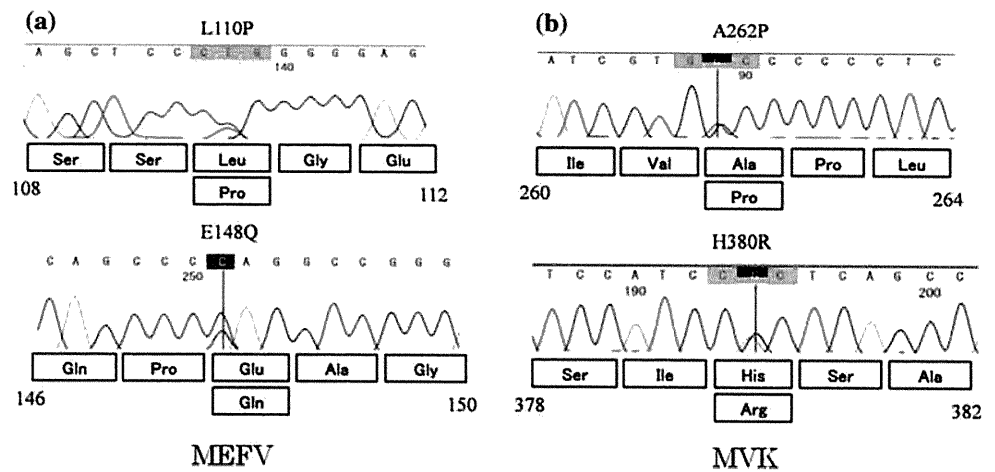 (a)
L110P
A G C T C C C T G G G G G A G
140
Ser Ser Leu Gly Glu
Pro
108 112
E148Q
C A G C C C C A G G C C G G G
250
Gln Pro Glu Ala Gly
Gln
146 150
MEFV
(b)
A262P
A T C G T G C C C C C C T C
90
Ile Val Ala Pro Leu
Pro
260 264
H380R
T C C A T C C C T C A G C C
190 200
Ser Ile His Ser Ala
Arg
378 382
MVK